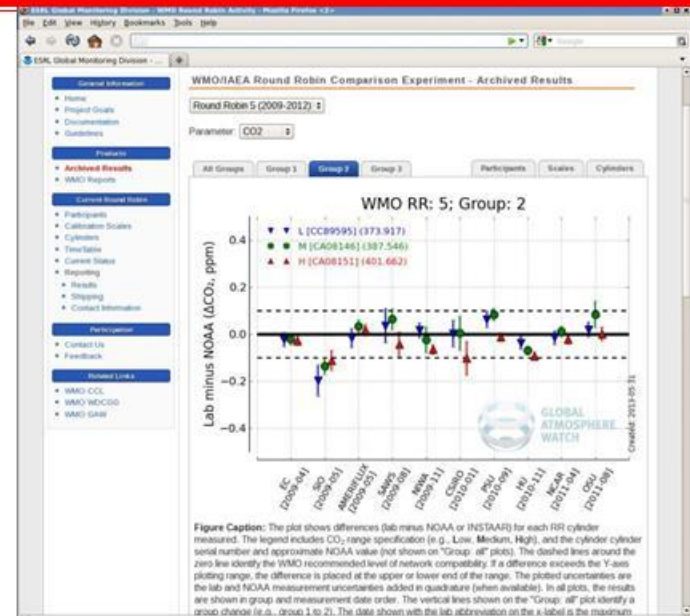 ESRL Global Monitoring Division - WMO Round Robin Activity - Mozilla Firefox <2>
File Edit View History Bookmarks Tools Help
Google
ESRL Global Monitoring Division - ...
General Information
Home
Project Goals
Documentation
Guidelines
Products
Archived Results
WMO Reports
Current Round Robin
Participants
Calibration Scales
Cylinders
TimeTable
Current Status
Reporting
Results
Shipping
Contact Information
Participation
Contact Us
Feedback
Related Links
WMO CCL
WMO WDCGG
WMO GAW
WMO/IAEA Round Robin Comparison Experiment - Archived Results
Round Robin 5 (2009-2012)
Parameter: CO2
All Groups Group 1 Group 2 Group 3 Participants Scales Cylinders
WMO RR: 5; Group: 2
L [CC89595] (373.917)
M [CA08146] (387.546)
H [CA08151] (401.662)
Lab minus NOAA (ΔCO₂, ppm)
0.4
0.2
0.0
−0.2
−0.4
GLOBAL
ATMOSPHERE
WATCH
Created: 2013-05-31
EC [2009-04]
SIO [2009-05]
AMERIFLUX [2009-05]
SAWS [2009-08]
NIWA [2009-11]
CSIRO [2010-01]
PSU [2010-09]
HU [2010-11]
NCAR [2011-04]
OSU [2011-08]
Figure Caption: The plot shows differences (lab minus NOAA or INSTAAR) for each RR cylinder
measured. The legend includes CO₂ range specification (e.g., Low, Medium, High), and the cylinder cylinder
serial number and approximate NOAA value (not shown on "Group: all" plots). The dashed lines around the
zero line identify the WMO recommended level of network compatibility. If a difference exceeds the Y-axis
plotting range, the difference is placed at the upper or lower end of the range. The plotted uncertainties are
the lab and NOAA measurement uncertainties added in quadrature (when available). In all plots, the results
are shown in group and measurement date order. The vertical lines shown on the "Group: all" plot identify a
group change (e.g., group 1 to 2). The date shown with the lab abbreviation on the x-label is the maximum